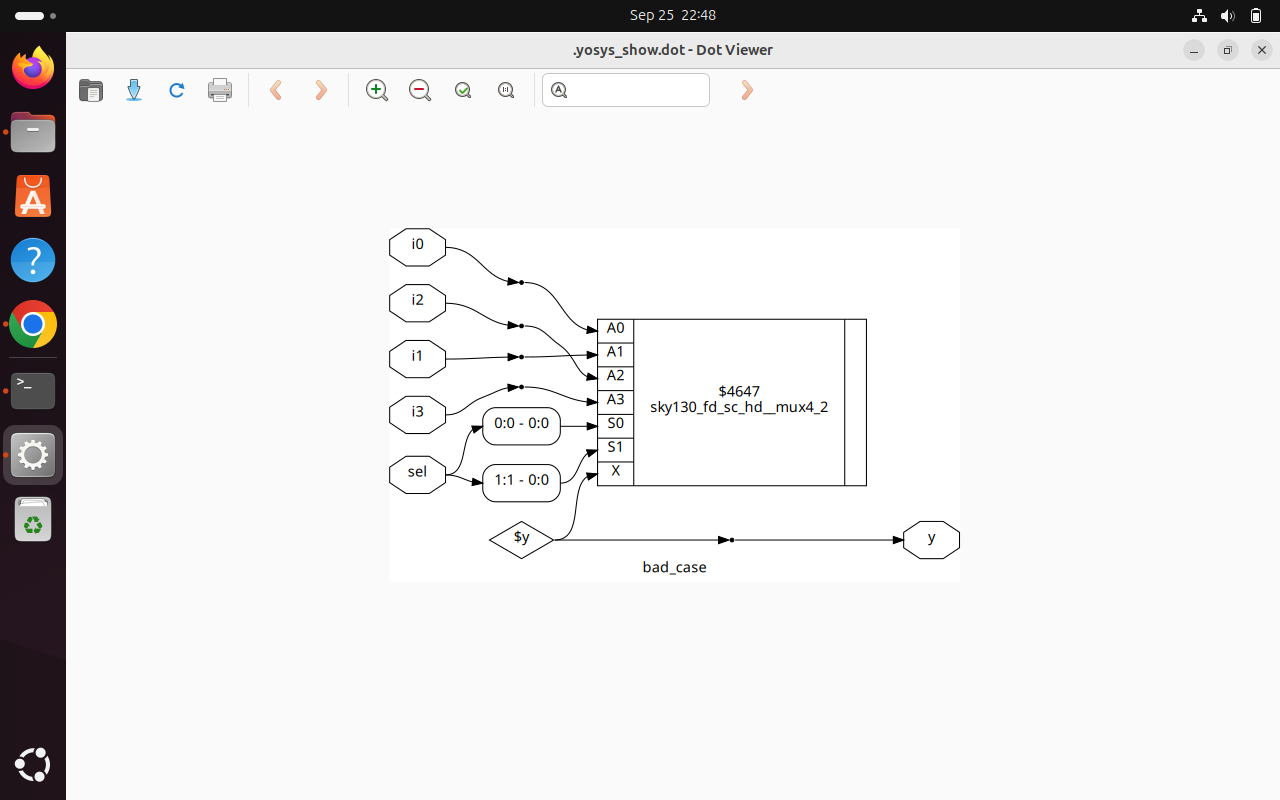 Sep 25 22:48
.yosys_show.dot - Dot Viewer
i0
i2
i1
i3
sel
0:0 - 0:0
1:1 - 0:0
$y
A0
A1
A2
A3
S0
S1
X
$4647
sky130_fd_sc_hd__mux4_2
y
bad_case